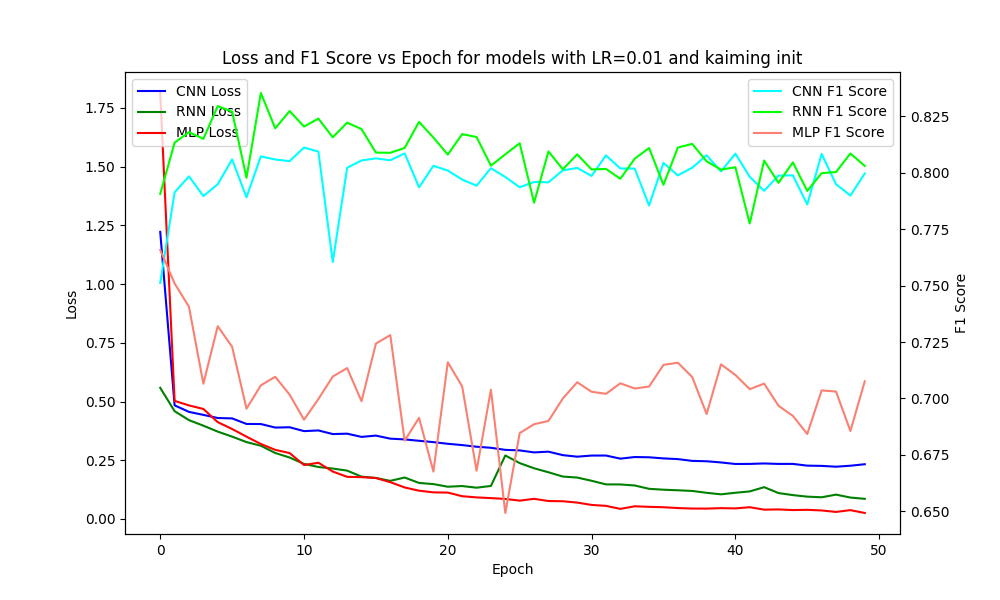 Loss and F1 Score vs Epoch for models with LR=0.01 and kaiming init
CNN Loss
RNN Loss
MLP Loss
CNN F1 Score
RNN F1 Score
MLP F1 Score
1.75
1.50
1.25
1.00
0.75
0.50
0.25
0.00
Loss
0.825
0.800
0.775
0.750
0.725
0.700
0.675
0.650
F1 Score
0 10 20 30 40 50
Epoch